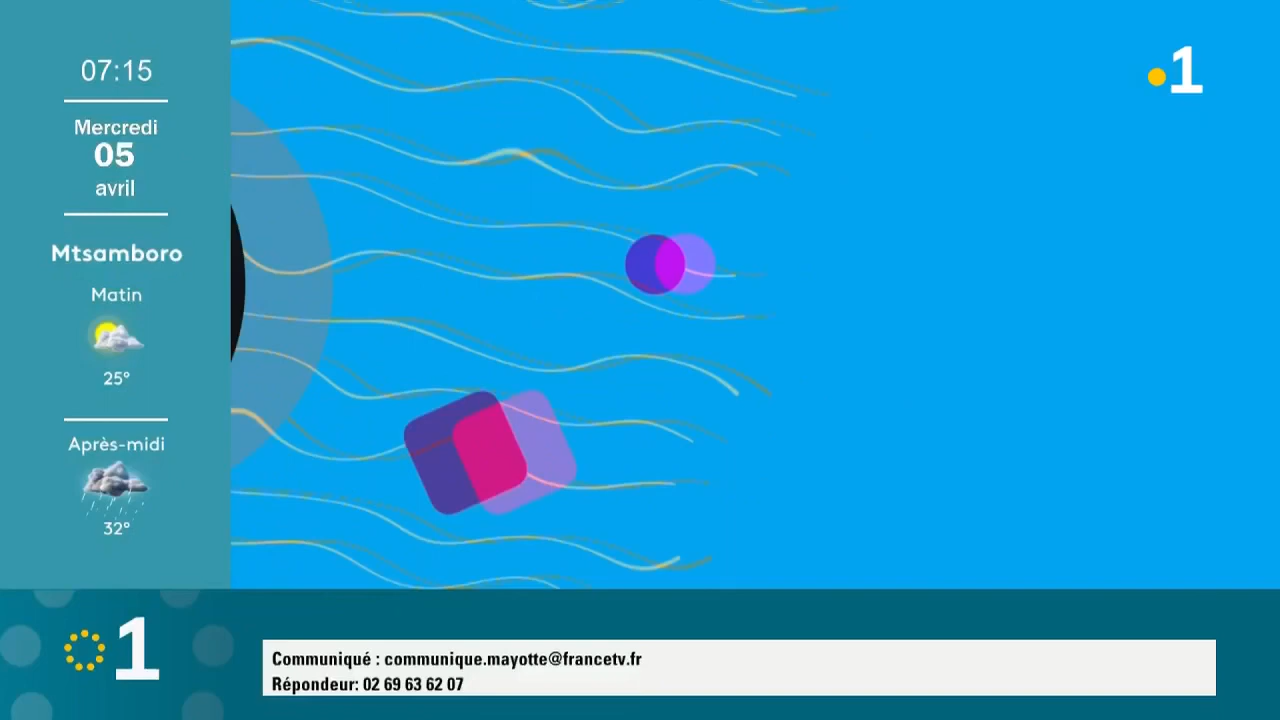 07:15
Mercredi
05
avril
Mtsamboro
Matin
25°
Après-midi
32°
1
1
Communiqué : communique.mayotte@francetv.fr
Répondeur: 02 69 63 62 07